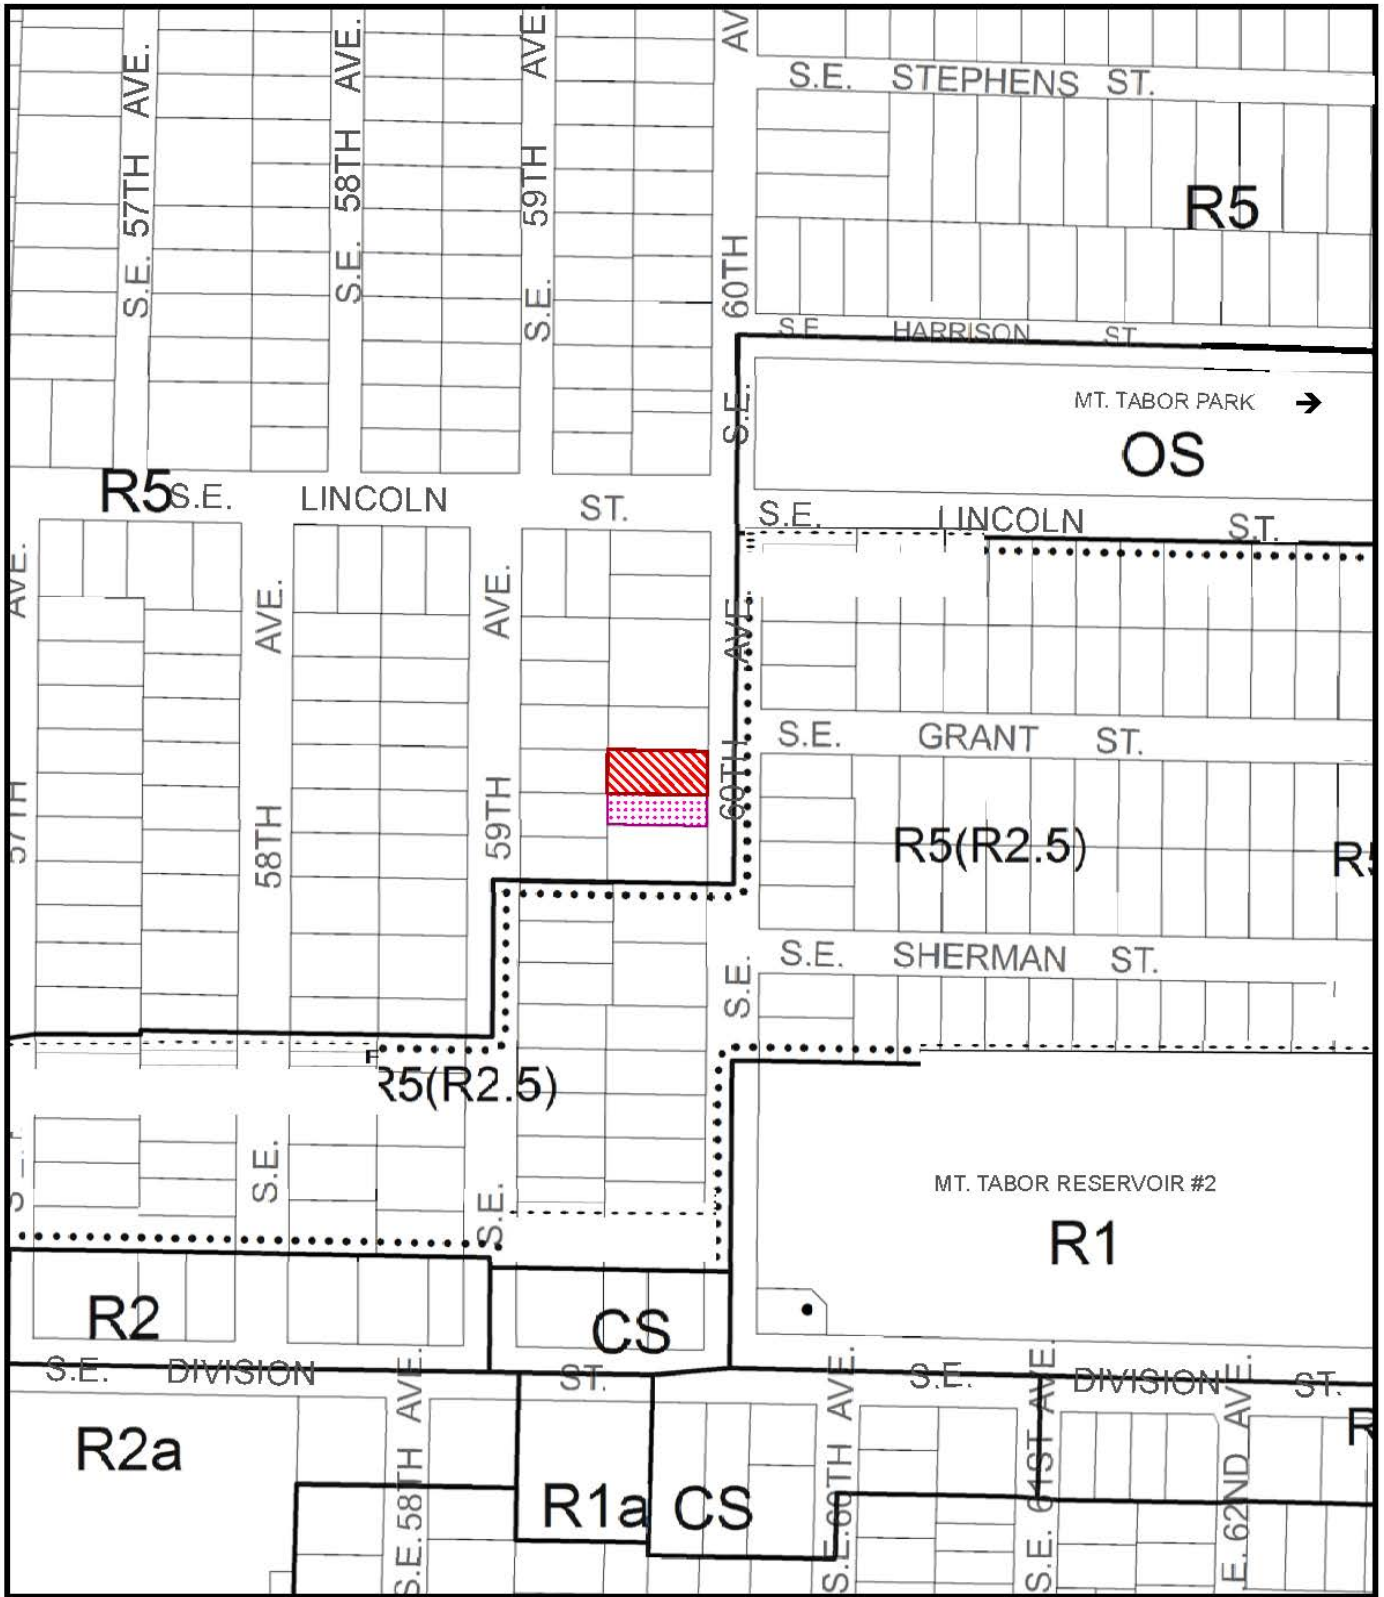 S.E. 57TH AVE.
S.E. 58TH AVE.
S.E. 59TH AVE.
S.E. 60TH AV
S.E. STEPHENS ST.
R5
S.E. HARRISON ST
MT. TABOR PARK
OS
R5
S.E. LINCOLN ST.
S.E. LINCOLN ST.
57TH AVE.
S.E. 58TH AVE.
S.E. 59TH AVE.
S.E. 60TH AVE.
S.E. GRANT ST.
R5(R2.5)
S.E. SHERMAN ST.
R5(R2.5)
MT. TABOR RESERVOIR #2
R1
R2
CS
S.E. DIVISION ST.
S.E. DIVISION ST.
R2a
R1a
CS
S.E. 58TH AVE.
S.E. 60TH AVE.
S.E. 61ST AVE.
E. 62ND AVE.